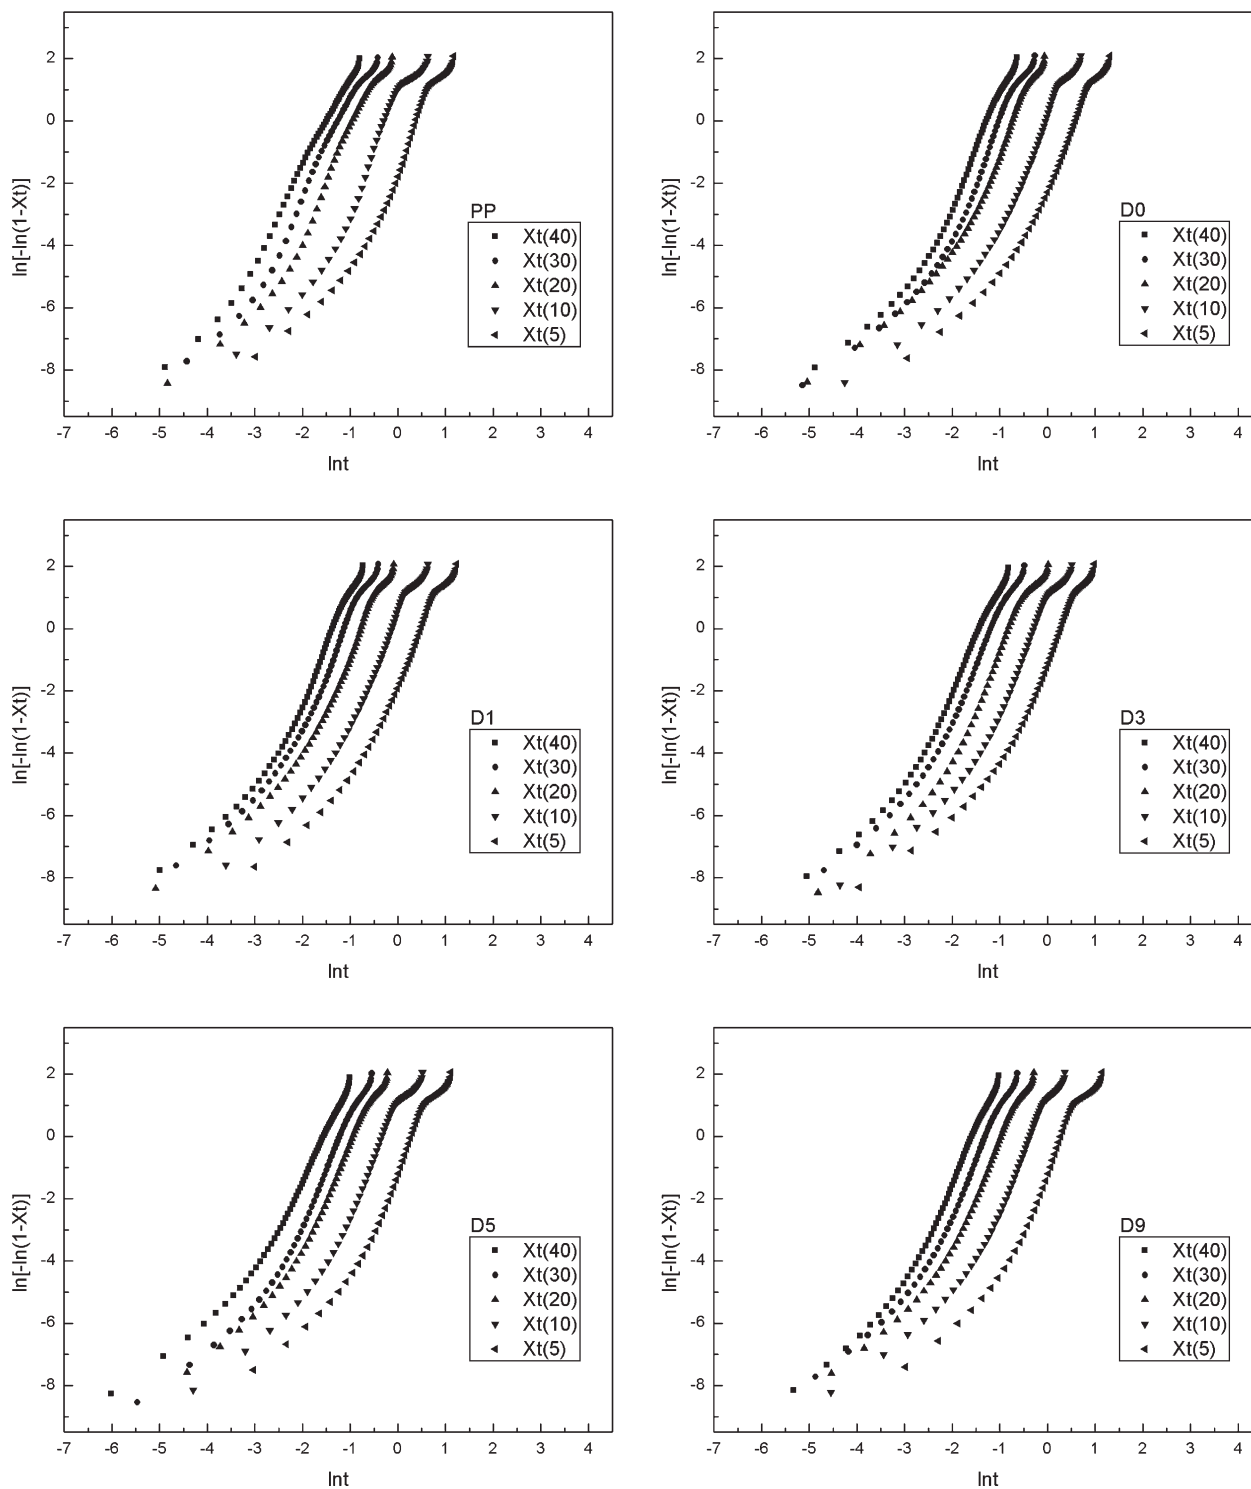 ln[-ln(1-Xt)]
2
0
-2
-4
-6
-8
PP
Xt(40)
Xt(30)
Xt(20)
Xt(10)
Xt(5)
-7 -6 -5 -4 -3 -2 -1 0 1 2 3 4
lnt
ln[-ln(1-Xt)]
2
0
-2
-4
-6
-8
D0
Xt(40)
Xt(30)
Xt(20)
Xt(10)
Xt(5)
-7 -6 -5 -4 -3 -2 -1 0 1 2 3 4
lnt
ln[-ln(1-Xt)]
2
0
-2
-4
-6
-8
D1
Xt(40)
Xt(30)
Xt(20)
Xt(10)
Xt(5)
-7 -6 -5 -4 -3 -2 -1 0 1 2 3 4
lnt
ln[-ln(1-Xt)]
2
0
-2
-4
-6
-8
D3
Xt(40)
Xt(30)
Xt(20)
Xt(10)
Xt(5)
-7 -6 -5 -4 -3 -2 -1 0 1 2 3 4
lnt
ln[-ln(1-Xt)]
2
0
-2
-4
-6
-8
D5
Xt(40)
Xt(30)
Xt(20)
Xt(10)
Xt(5)
-7 -6 -5 -4 -3 -2 -1 0 1 2 3 4
lnt
ln[-ln(1-Xt)]
2
0
-2
-4
-6
-8
D9
Xt(40)
Xt(30)
Xt(20)
Xt(10)
Xt(5)
-7 -6 -5 -4 -3 -2 -1 0 1 2 3 4
lnt